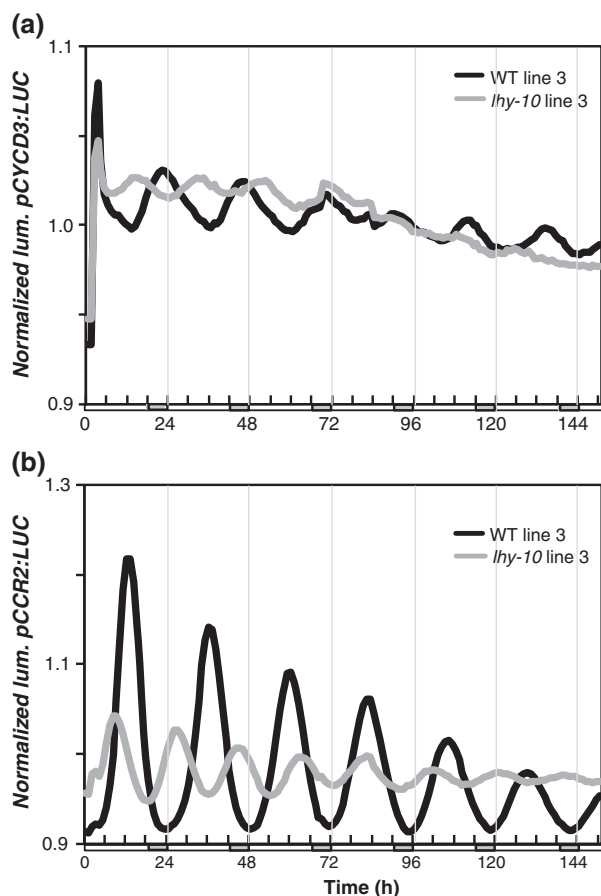 (a)
1.1
1.0
0.9
Normalized lum. pCYCD3:LUC
WT line 3
lhy-10 line 3
0 24 48 72 96 120 144
(b)
1.3
1.1
0.9
Normalized lum. pCCR2:LUC
WT line 3
lhy-10 line 3
0 24 48 72 96 120 144
Time (h)